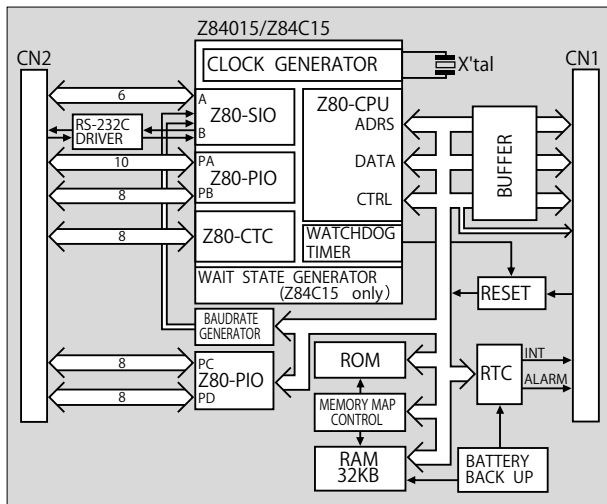 Z84015/Z84C15
CN2
CN1
CLOCK GENERATOR
X'tal
6
A
B
Z80-SIO
Z80-CPU
ADRS
DATA
CTRL
RS-232C
DRIVER
BUFFER
10
8
PA
PB
Z80-PIO
8
Z80-CTC
WATCHDOG
TIMER
WAIT STATE GENERATOR
(Z84C15 only)
BAUDRATE
GENERATOR
RESET
8
8
PC
PD
Z80-PIO
ROM
MEMORY MAP
CONTROL
RAM
32KB
RTC
INT
ALARM
BATTERY
BACK UP